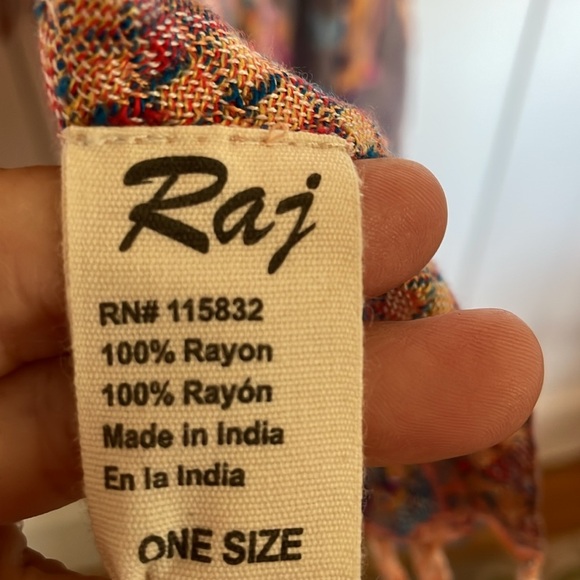 Raj
RN# 115832
100% Rayon
100% Rayón
Made in India
En la India
ONE SIZE